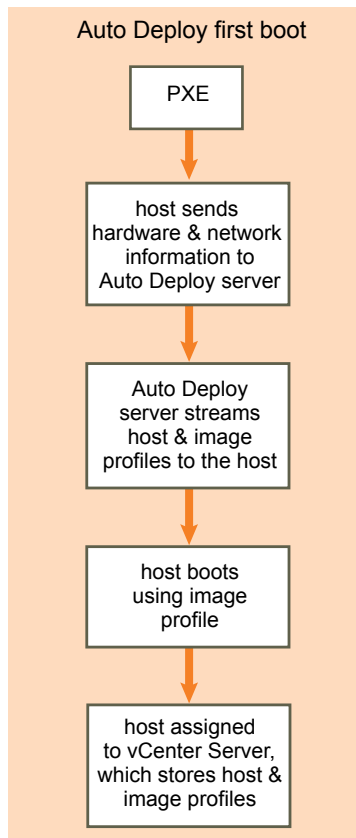 Auto Deploy first boot
PXE
host sends
hardware & network
information to
Auto Deploy server
Auto Deploy
server streams
host & image
profiles to the host
host boots
using image
profile
host assigned
to vCenter Server,
which stores host &
image profiles